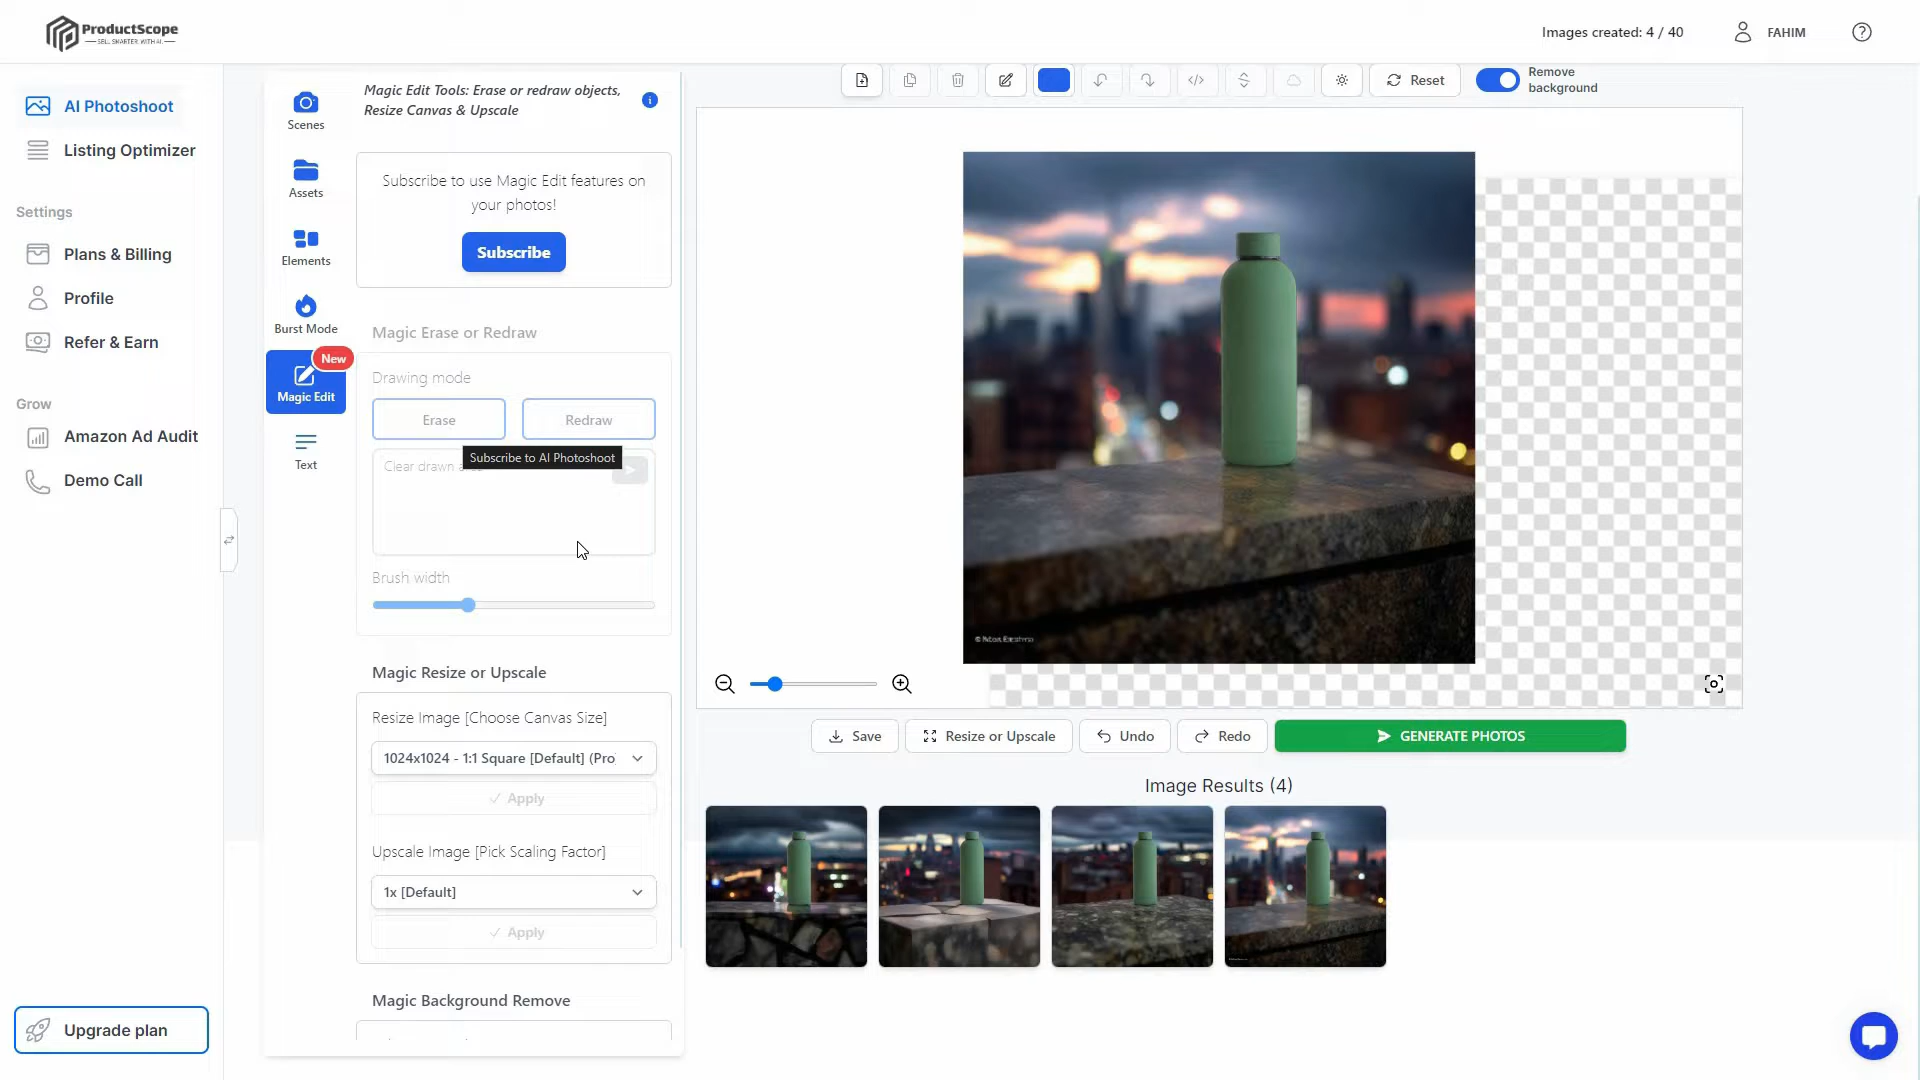 ProductScope
SELL SMARTER WITH AI
Images created: 4 / 40
FAHIM
AI Photoshoot
Listing Optimizer
Settings
Plans & Billing
Profile
Refer & Earn
Grow
Amazon Ad Audit
Demo Call
Upgrade plan
Scenes
Assets
Elements
Burst Mode
New
Magic Edit
Text
Magic Edit Tools: Erase or redraw objects,
Resize Canvas & Upscale
Subscribe to use Magic Edit features on
your photos!
Subscribe
Magic Erase or Redraw
Drawing mode
Erase
Redraw
Subscribe to AI Photoshoot
Clear drawn
Brush width
Magic Resize or Upscale
Resize Image [Choose Canvas Size]
1024x1024 - 1:1 Square [Default] (Pro
Apply
Upscale Image [Pick Scaling Factor]
1x [Default]
Apply
Magic Background Remove
Reset
Remove
background
Save
Resize or Upscale
Undo
Redo
GENERATE PHOTOS
Image Results (4)